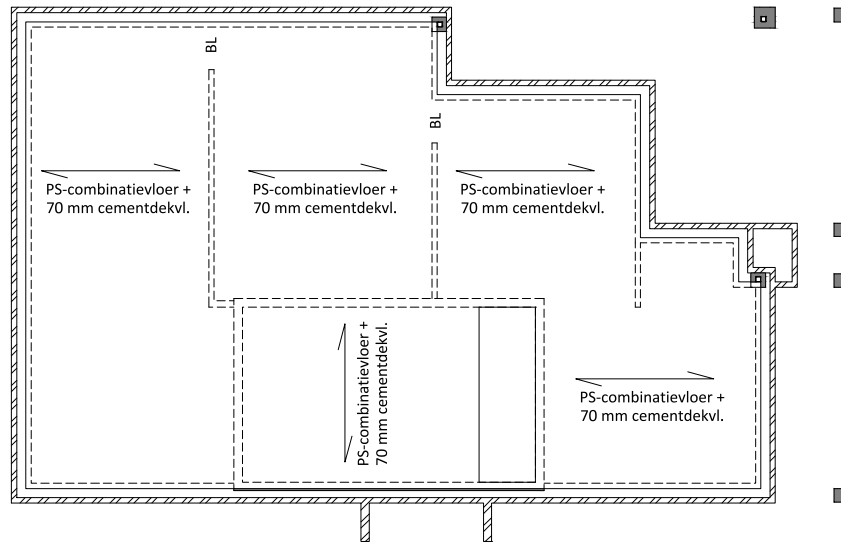 BL
BL
PS-combinatievloer +
70 mm cementdekvl.
PS-combinatievloer +
70 mm cementdekvl.
PS-combinatievloer +
70 mm cementdekvl.
PS-combinatievloer +
70 mm cementdekvl.
PS-combinatievloer +
70 mm cementdekvl.